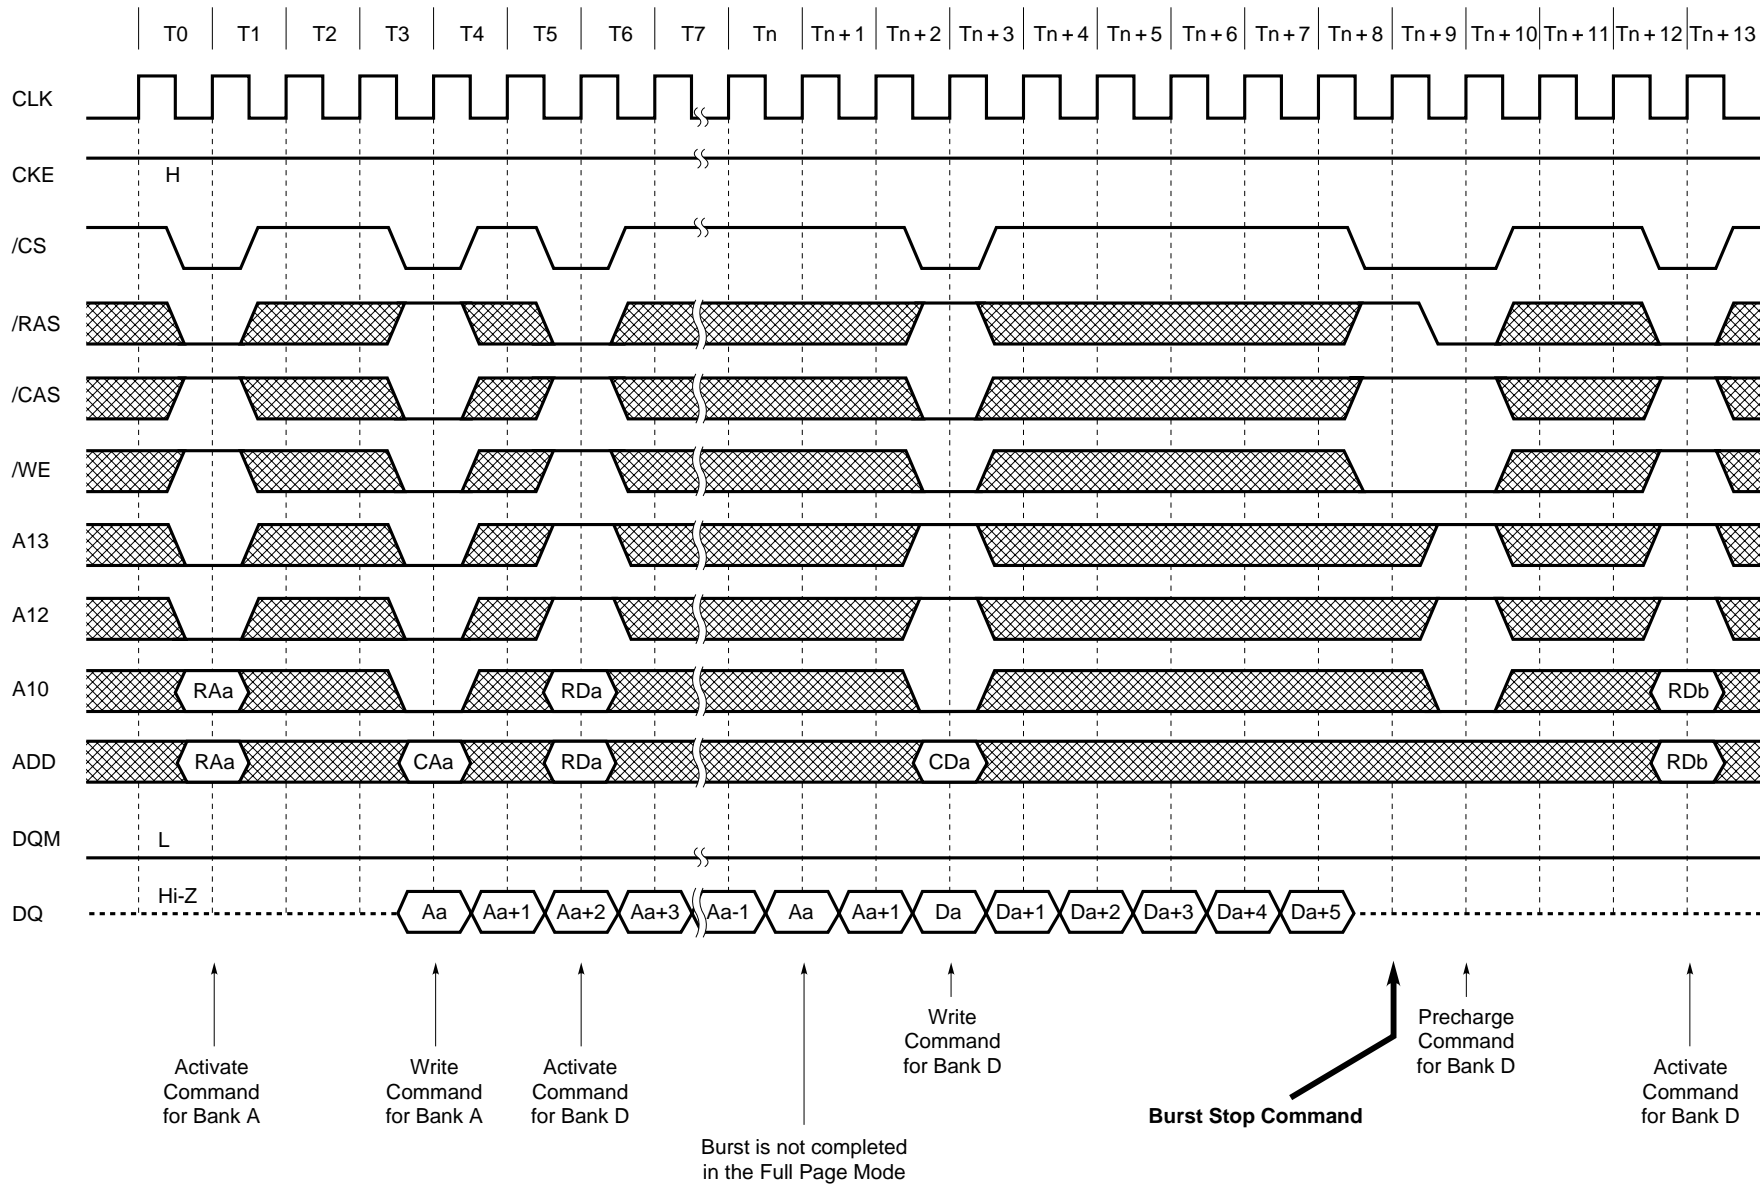 T0 T1 T2 T3 T4 T5 T6 T7 Tn Tn + 1 Tn + 2 Tn + 3 Tn + 4 Tn + 5 Tn + 6 Tn + 7 Tn + 8 Tn + 9 Tn + 10 Tn + 11 Tn + 12 Tn + 13
CLK
CKE H
/CS
/RAS
/CAS
/WE
A13
A12
A10 RAa RDa RDb
ADD RAa CAa RDa CDa RDb
DQM L
DQ Hi-Z Aa Aa+1 Aa+2 Aa+3 Aa-1 Aa Aa+1 Da Da+1 Da+2 Da+3 Da+4 Da+5
Activate
Command
for Bank A
Write
Command
for Bank A
Activate
Command
for Bank D
Burst is not completed
in the Full Page Mode
Write
Command
for Bank D
Burst Stop Command
Precharge
Command
for Bank D
Activate
Command
for Bank D